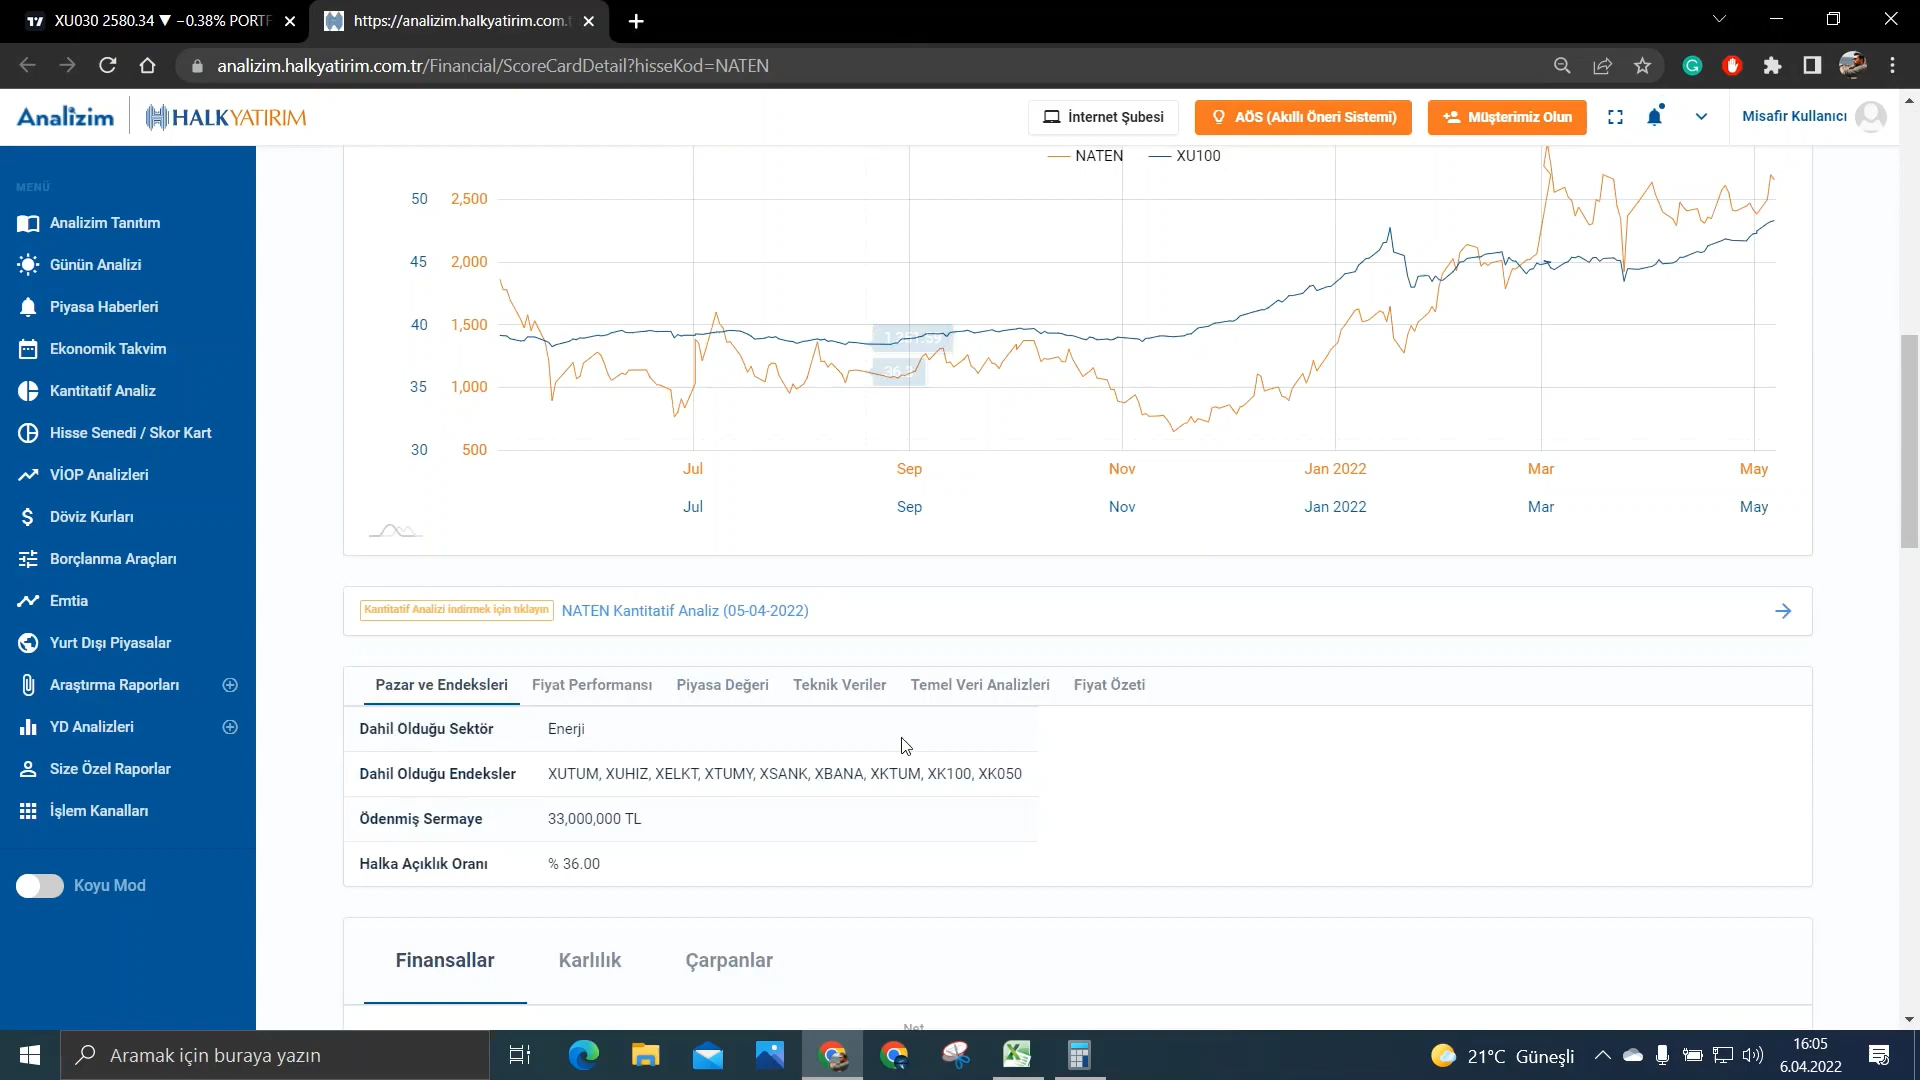 XU030 2580.34 ▼ −0.38% PORTF
https://analizim.halkyatirim.com.t
analizim.halkyatirim.com.tr/Financial/ScoreCardDetail?hisseKod=NATEN
Analizim HALKYATIRIM
İnternet Şubesi
AÖS (Akıllı Öneri Sistemi)
Müşterimiz Olun
Misafir Kullanıcı
MENÜ
Analizim Tanıtım
Günün Analizi
Piyasa Haberleri
Ekonomik Takvim
Kantitatif Analiz
Hisse Senedi / Skor Kart
VİOP Analizleri
Döviz Kurları
Borçlanma Araçları
Emtia
Yurt Dışı Piyasalar
Araştırma Raporları
YD Analizleri
Size Özel Raporlar
İşlem Kanalları
Koyu Mod
NATEN XU100
50 2,500
45 2,000
40 1,500
35 1,000
30 500
Jul Sep Nov Jan 2022 Mar May
Jul Sep Nov Jan 2022 Mar May
Kantitatif Analizi indirmek için tıklayın NATEN Kantitatif Analiz (05-04-2022)
Pazar ve Endeksleri Fiyat Performansı Piyasa Değeri Teknik Veriler Temel Veri Analizleri Fiyat Özeti
Dahil Olduğu Sektör Enerji
Dahil Olduğu Endeksler XUTUM, XUHIZ, XELKT, XTUMY, XSANK, XBANA, XKTUM, XK100, XK050
Ödenmiş Sermaye 33,000,000 TL
Halka Açıklık Oranı % 36.00
Finansallar Karlılık Çarpanlar
Net
Aramak için buraya yazın
21°C Güneşli
16:05
6.04.2022